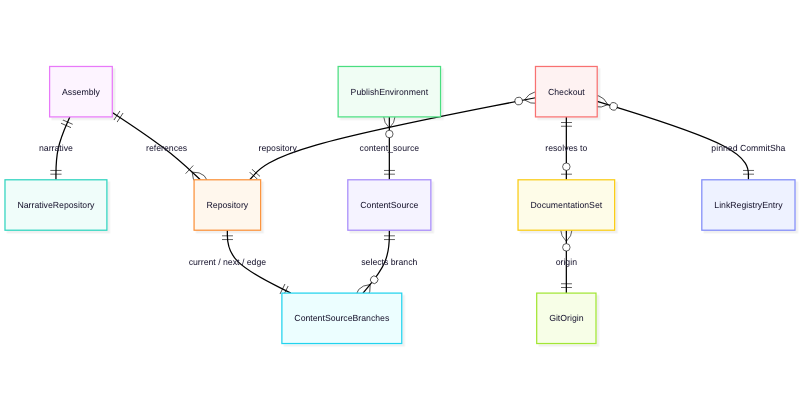 Assembly
PublishEnvironment
Checkout
narrative
references
repository
content_source
resolves to
pinned CommitSha
NarrativeRepository
Repository
ContentSource
DocumentationSet
LinkRegistryEntry
current / next / edge
selects branch
origin
ContentSourceBranches
GitOrigin